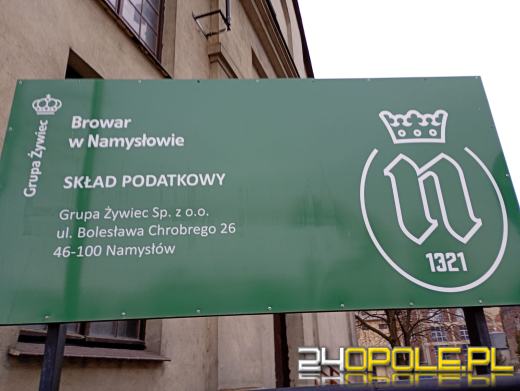 Grupa Żywiec
Browar
w Namysłowie
SKŁAD PODATKOWY
Grupa Żywiec Sp. z o.o.
ul. Bolesława Chrobrego 26
46-100 Namysłów
n
1321
24OPOLE.PL